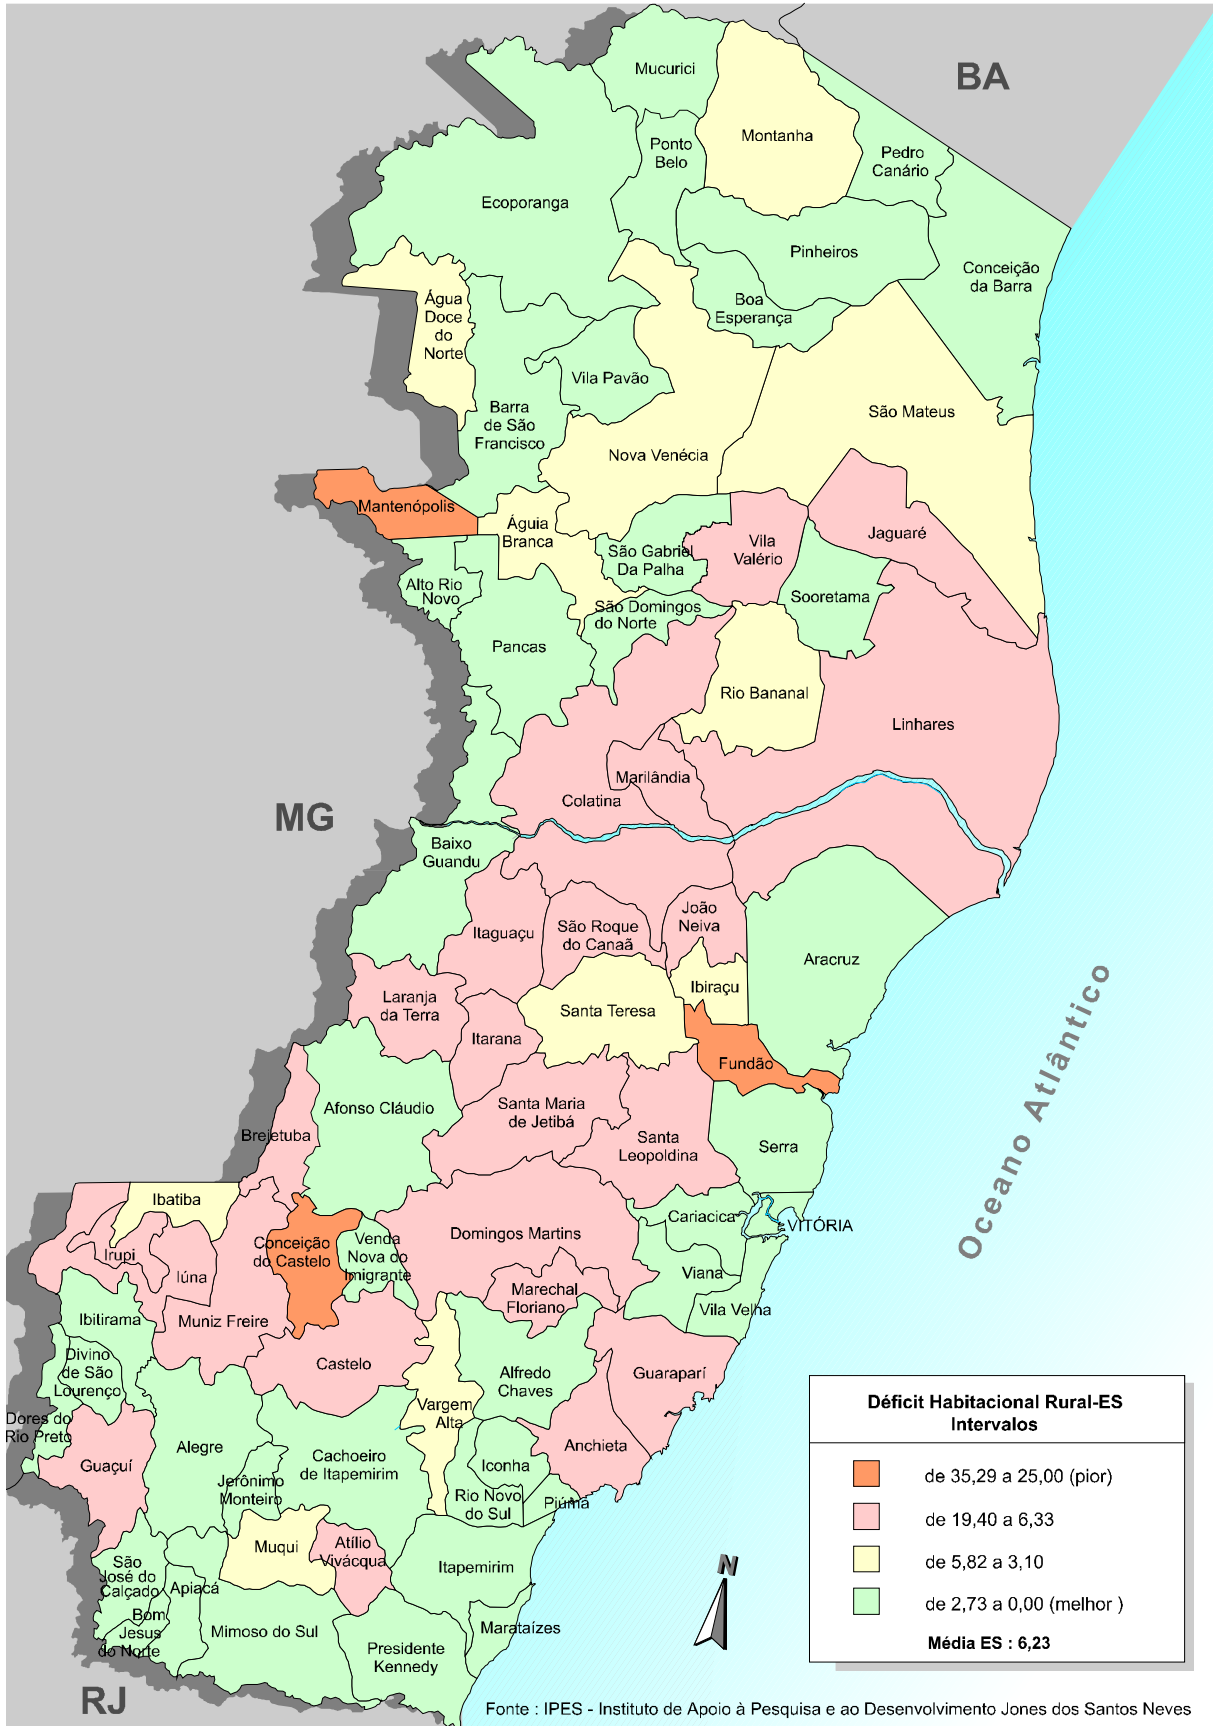 BA
Mucurici
Montanha
Ponto
Belo
Pedro
Canário
Ecoporanga
Pinheiros
Conceição
da Barra
Água
Doce
do
Norte
Boa
Esperança
Vila Pavão
Barra
de São
Francisco
São Mateus
Nova Venécia
Mantenópolis
Águia
Branca
Vila
Valério
Jaguaré
São Gabriel
Da Palha
Alto Rio
Novo
Sooretama
São Domingos
do Norte
Pancas
Rio Bananal
Linhares
Marilândia
Colatina
MG
Baixo
Guandu
João
Neiva
São Roque
do Canaã
Itaguaçu
Aracruz
Ibiraçu
Laranja
da Terra
Santa Teresa
Itarana
Fundão
Oceano Atlântico
Afonso Cláudio
Santa Maria
de Jetibá
Brejetuba
Santa
Leopoldina
Serra
Ibatiba
Cariacica
VITÓRIA
Domingos Martins
Conceição
do Castelo
Venda
Nova do
Imigrante
Irupi
Iúna
Viana
Marechal
Floriano
Vila Velha
Ibitirama
Muniz Freire
Divino
de São
Lourenço
Castelo
Alfredo
Chaves
Guaraparí
Vargem
Alta
Dores do
Rio Preto
Alegre
Anchieta
Guaçuí
Cachoeiro
de Itapemirim
Iconha
Jerônimo
Monteiro
Rio Novo
do Sul
Piúma
Muqui
Atílio
Vivácqua
Itapemirim
São
José do
Calçado
Apiacá
Bom
Jesus
do Norte
Mimoso do Sul
Marataízes
Presidente
Kennedy
RJ
Déficit Habitacional Rural-ES
Intervalos
de 35,29 a 25,00 (pior)
de 19,40 a 6,33
de 5,82 a 3,10
de 2,73 a 0,00 (melhor )
Média ES : 6,23
N
Fonte : IPES - Instituto de Apoio à Pesquisa e ao Desenvolvimento Jones dos Santos Neves